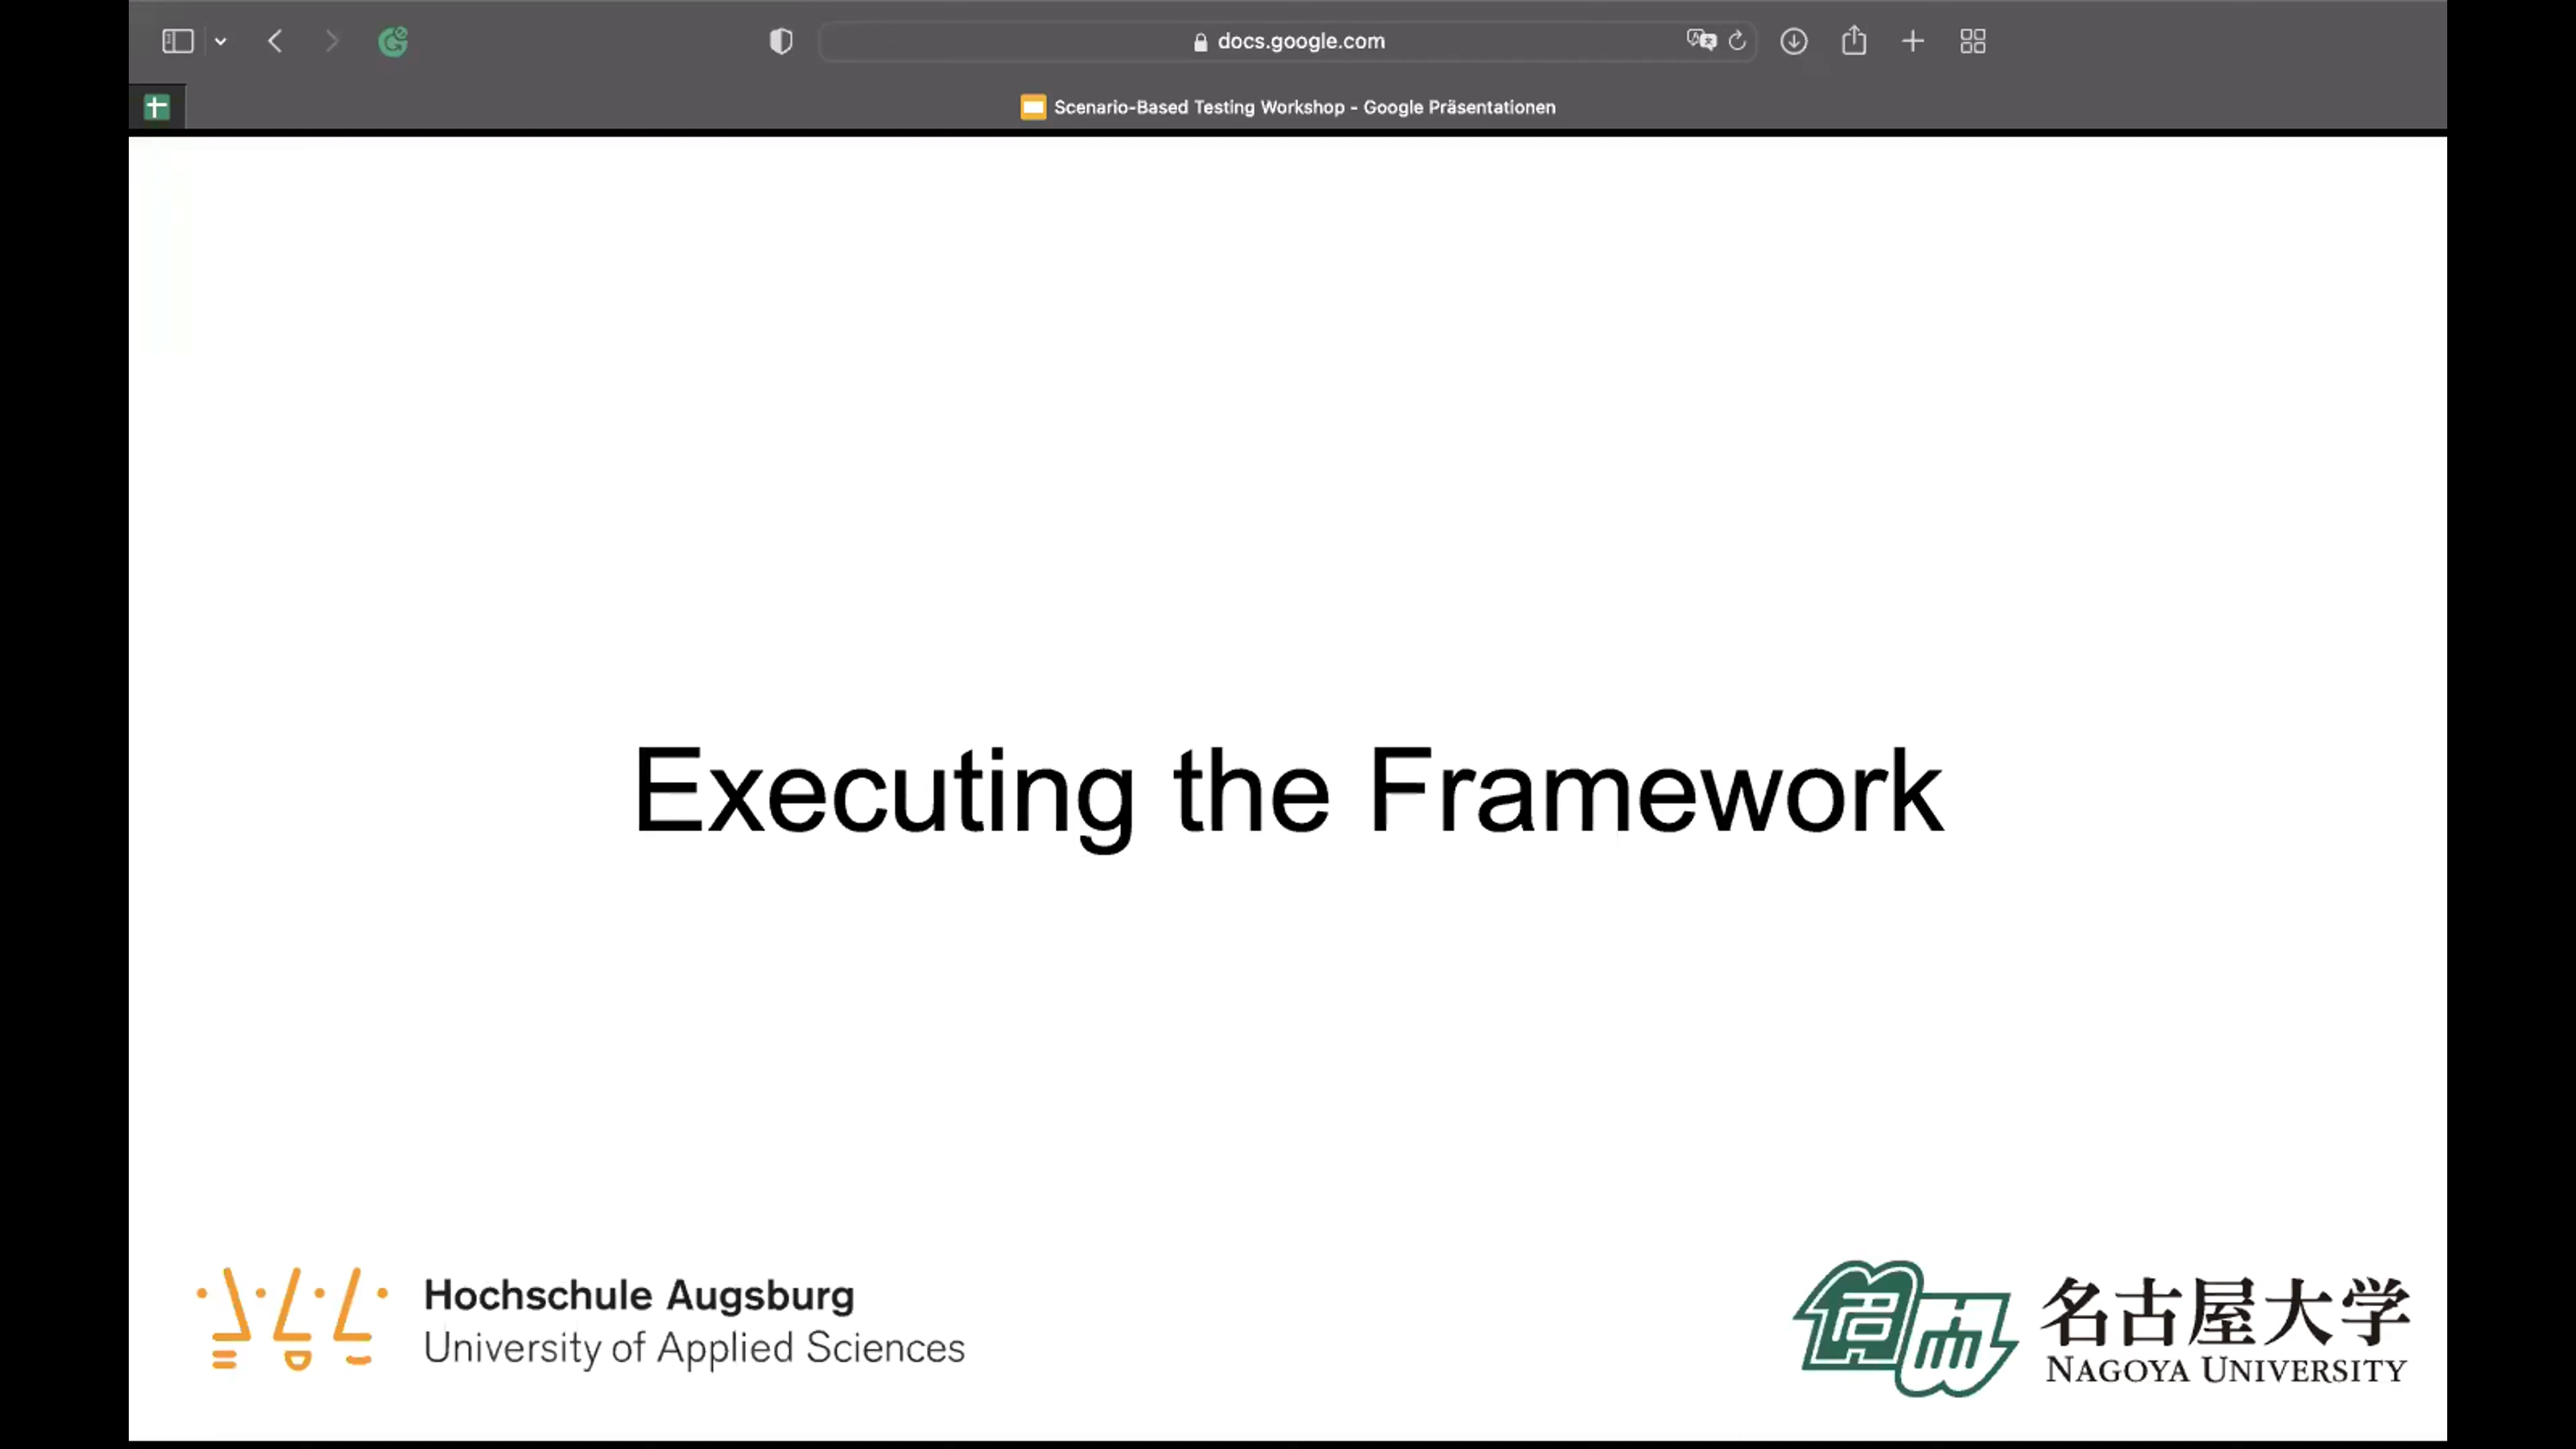 docs.google.com
Scenario-Based Testing Workshop - Google Präsentationen
Executing the Framework
Hochschule Augsburg
University of Applied Sciences
名古屋大学
NAGOYA UNIVERSITY